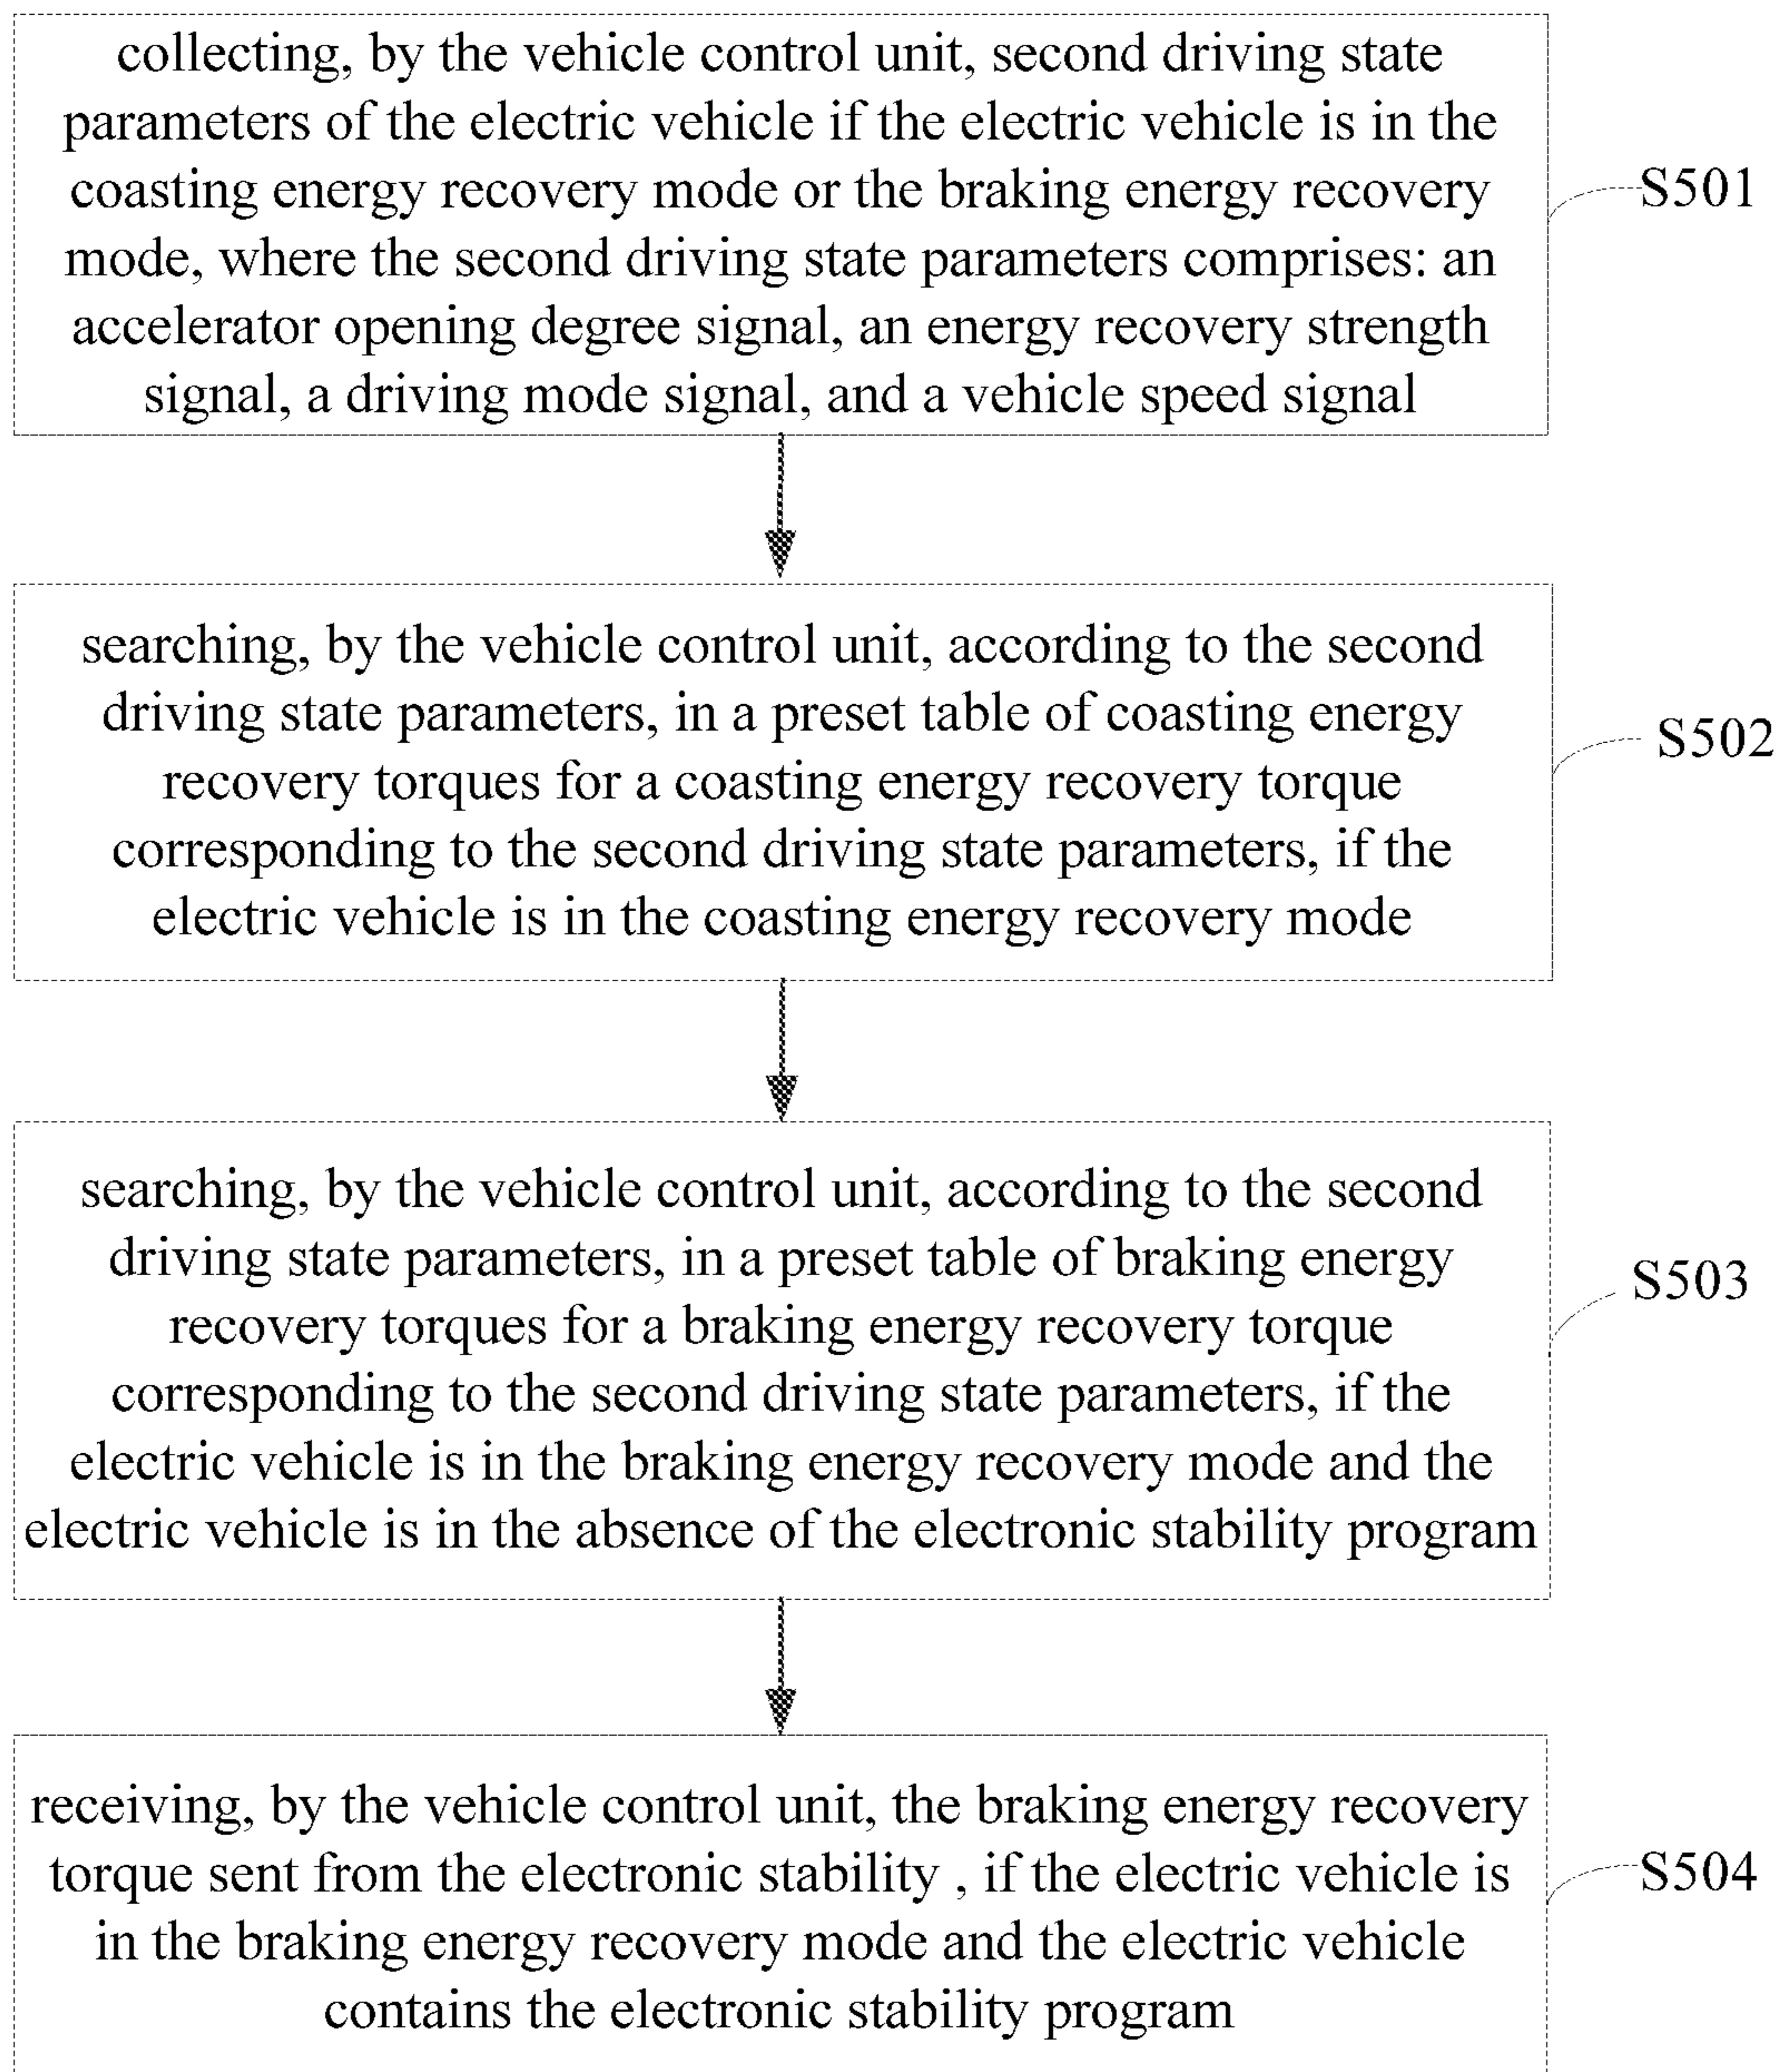 collecting, by the vehicle control unit, second driving state
parameters of the electric vehicle if the electric vehicle is in the
coasting energy recovery mode or the braking energy recovery
mode, where the second driving state parameters comprises: an
accelerator opening degree signal, an energy recovery strength
signal, a driving mode signal, and a vehicle speed signal
S501
searching, by the vehicle control unit, according to the second
driving state parameters, in a preset table of coasting energy
recovery torques for a coasting energy recovery torque
corresponding to the second driving state parameters, if the
electric vehicle is in the coasting energy recovery mode
S502
searching, by the vehicle control unit, according to the second
driving state parameters, in a preset table of braking energy
recovery torques for a braking energy recovery torque
corresponding to the second driving state parameters, if the
electric vehicle is in the braking energy recovery mode and the
electric vehicle is in the absence of the electronic stability program
S503
receiving, by the vehicle control unit, the braking energy recovery
torque sent from the electronic stability , if the electric vehicle is
in the braking energy recovery mode and the electric vehicle
contains the electronic stability program
S504